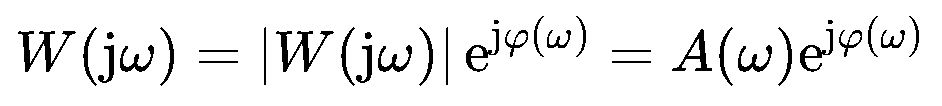 W(jω) = |W(jω)| e^{jφ(ω)} = A(ω)e^{jφ(ω)}